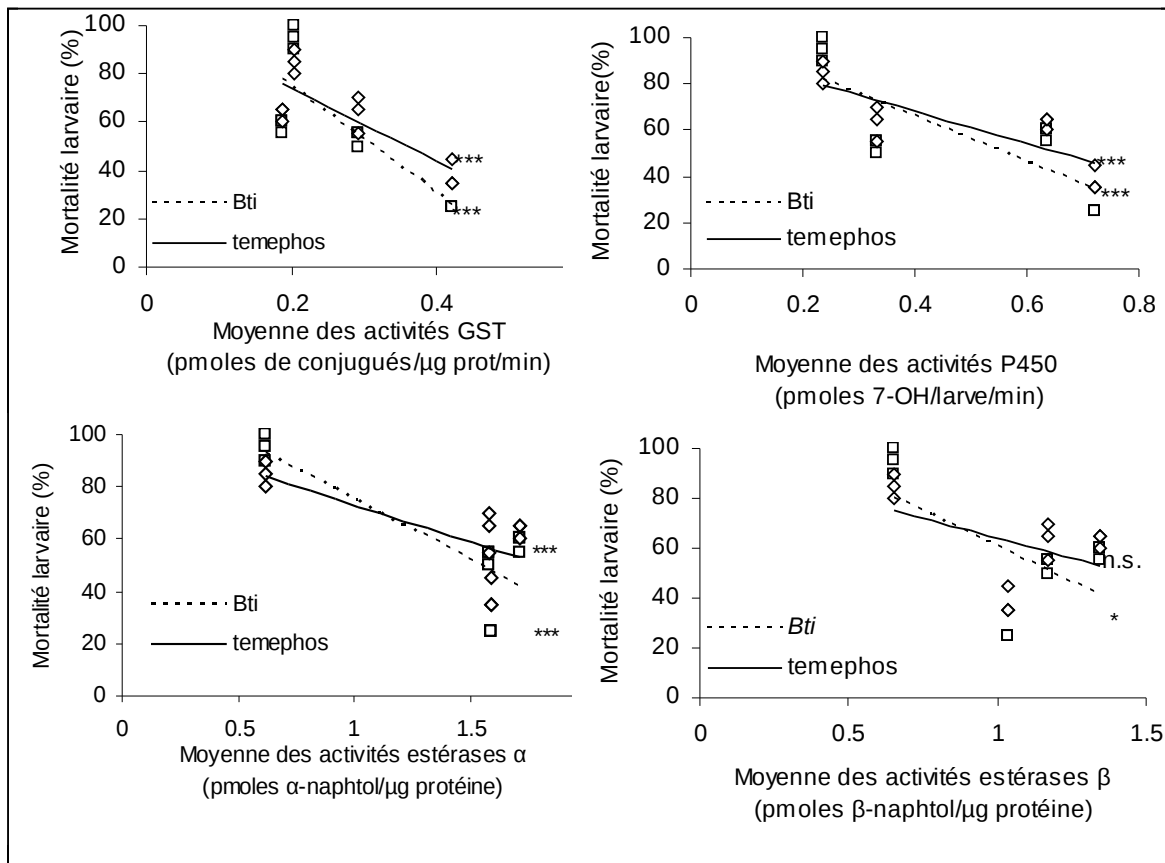 Mortalité larvaire (%)
100
80
60
40
20
0
***
***
Bti
temephos
0
0.2
0.4
Moyenne des activités GST
(pmoles de conjugués/µg prot/min)
Mortalité larvaire(%)
100
80
60
40
20
0
***
***
Bti
temephos
0
0.2
0.4
0.6
0.8
Moyenne des activités P450
(pmoles 7-OH/larve/min)
Mortalité larvaire (%)
100
80
60
40
20
0
***
***
Bti
temephos
0
0.5
1
1.5
Moyenne des activités estérases α
(pmoles α-naphtol/µg protéine)
Mortalité larvaire (%)
100
80
60
40
20
0
n.s.
*
Bti
temephos
0
0.5
1
1.5
Moyenne des activités estérases β
(pmoles β-naphtol/µg protéine)